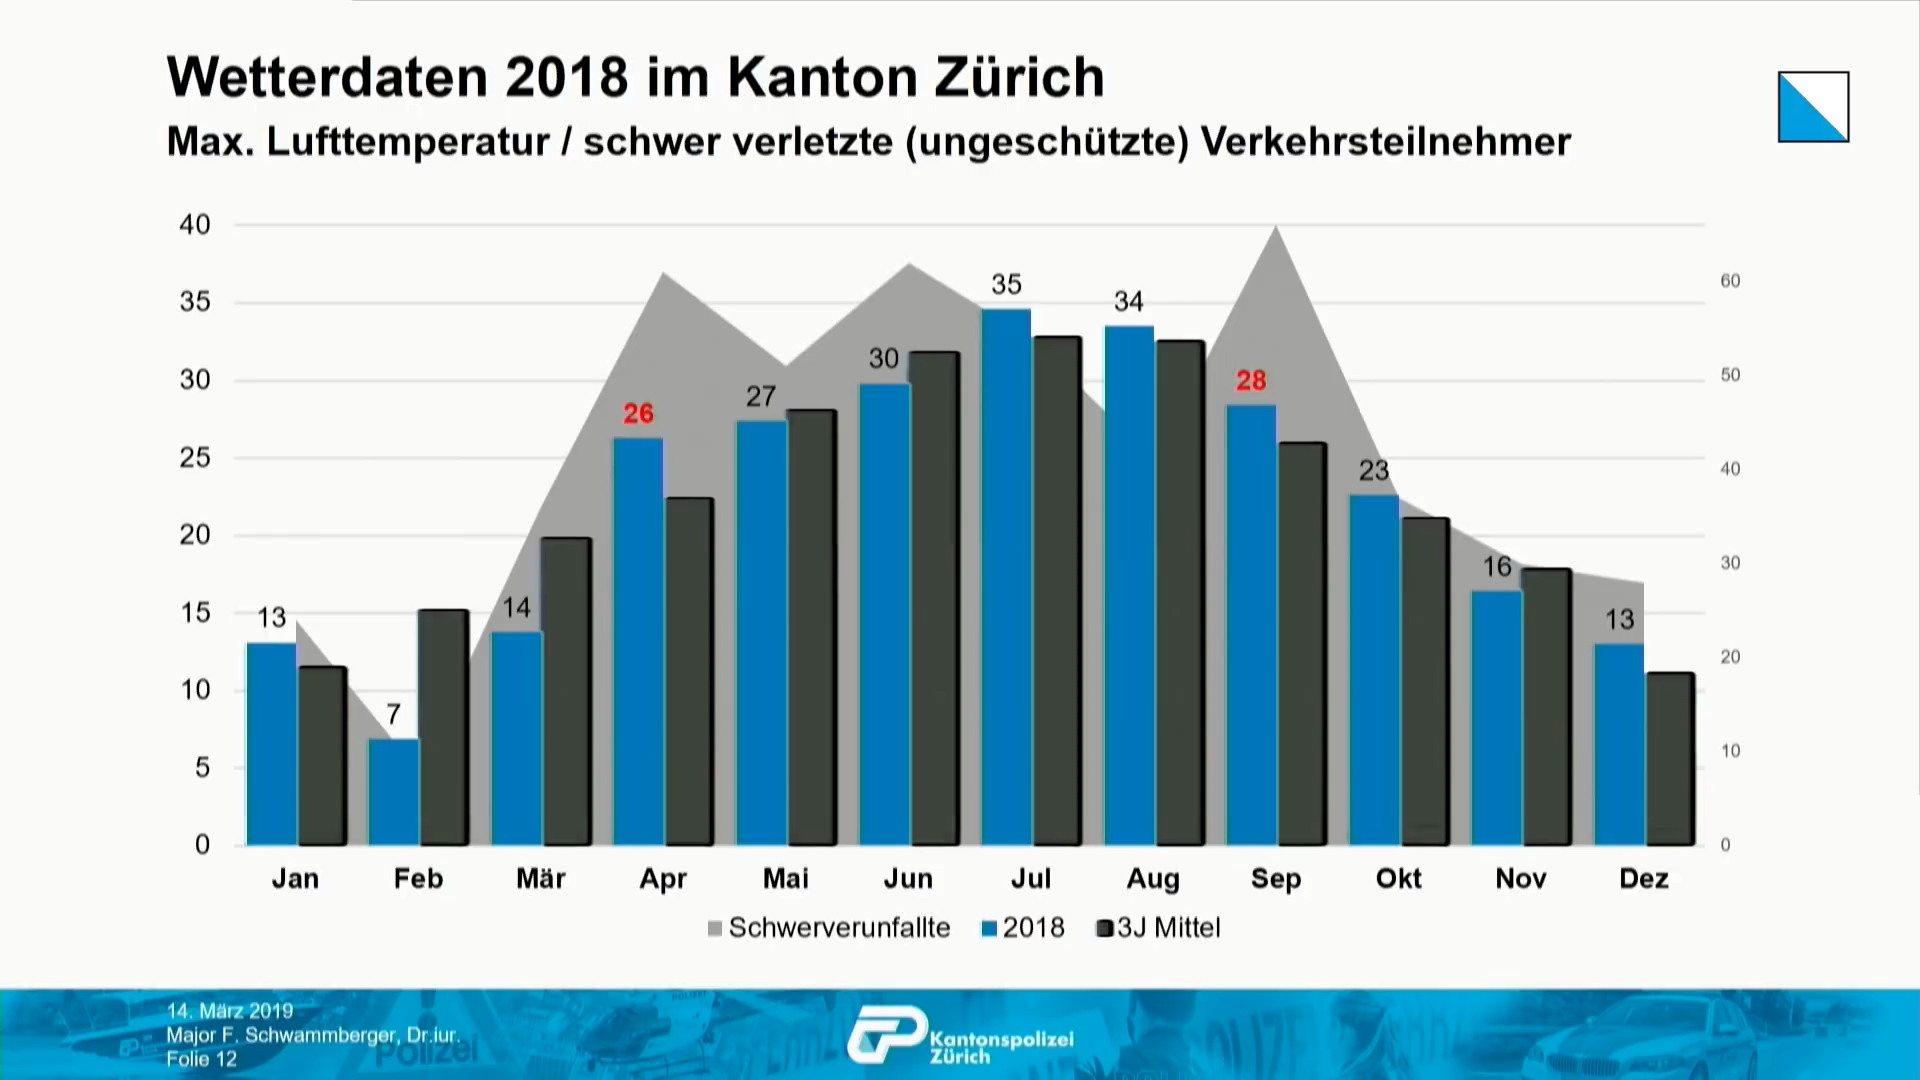 Wetterdaten 2018 im Kanton Zürich
Max. Lufttemperatur / schwer verletzte (ungeschützte) Verkehrsteilnehmer
40
35
30
25
20
15
10
5
0
60
50
40
30
20
10
0
13
7
14
26
27
30
35
34
28
23
16
13
Jan Feb Mär Apr Mai Jun Jul Aug Sep Okt Nov Dez
Schwerverunfallte 2018 3J Mittel
14. März 2019
Major F. Schwammberger, Dr.iur.
Folie 12
Polizei
Kantonspolizei
Zürich